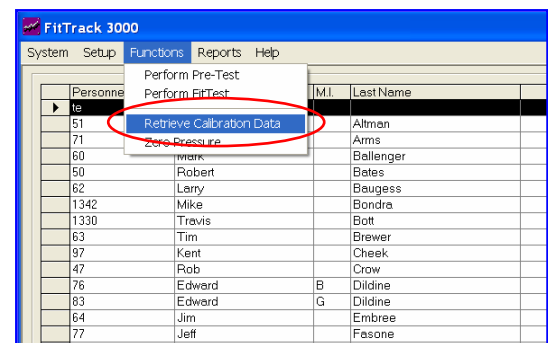 FitTrack 3000
System Setup Functions Reports Help
Perform Pre-Test
Perform FitTest
Retrieve Calibration Data
Zero Pressure
Personne M.I. Last Name
te
51 Altman
71 Arms
60 Mark Ballenger
50 Robert Bates
62 Larry Baugess
1342 Mike Bondra
1330 Travis Bott
63 Tim Brewer
97 Kent Cheek
47 Rob Crow
76 Edward B Dildine
83 Edward G Dildine
64 Jim Embree
77 Jeff Fasone